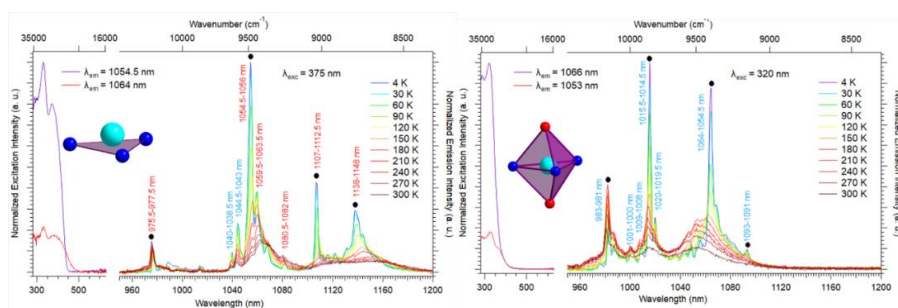 Wavenumber (cm⁻¹)
35000 16000 10000 9500 9000 8500
λem = 1054.5 nm
λem = 1064 nm
λexc = 375 nm
4 K
30 K
60 K
90 K
120 K
150 K
180 K
210 K
240 K
270 K
300 K
975.5-977.5 nm
1040-1038.5 nm
1044.5-1043 nm
1054.5-1056 nm
1059.5-1063.5 nm
1080.5-1082 nm
1107-1112.5 nm
1138-1148 nm
Normalized Excitation Intensity (a. u.)
Normalized Emission Intensity (a. u.)
300 500 960 1000 1040 1080 1120 1160 1200
Wavelength (nm)
Wavenumber
35000 16000 10000 9500 9000 8500
λem = 1066 nm
λem = 1053 nm
λexc = 320 nm
4 K
30 K
60 K
90 K
120 K
150 K
180 K
210 K
240 K
270 K
300 K
983-981 nm
1001-1000 nm
1009-1008 nm
1015.5-1014.5 nm
1020-1019.5 nm
1064-1054.5 nm
1093-1091 nm
Normalized Excitation Intensity (a. u.)
Normalized Emission Intensity (a. u.)
300 500 960 1000 1040 1080 1120 1160 1200
Wavelength (nm)